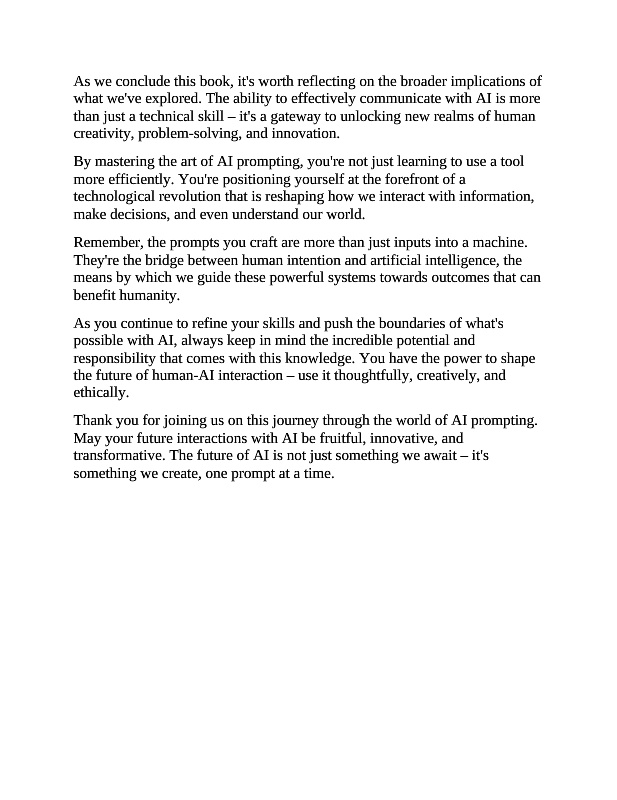 As we conclude this book, it's worth reflecting on the broader implications of
what we've explored. The ability to effectively communicate with AI is more
than just a technical skill – it's a gateway to unlocking new realms of human
creativity, problem-solving, and innovation.
By mastering the art of AI prompting, you're not just learning to use a tool
more efficiently. You're positioning yourself at the forefront of a
technological revolution that is reshaping how we interact with information,
make decisions, and even understand our world.
Remember, the prompts you craft are more than just inputs into a machine.
They're the bridge between human intention and artificial intelligence, the
means by which we guide these powerful systems towards outcomes that can
benefit humanity.
As you continue to refine your skills and push the boundaries of what's
possible with AI, always keep in mind the incredible potential and
responsibility that comes with this knowledge. You have the power to shape
the future of human-AI interaction – use it thoughtfully, creatively, and
ethically.
Thank you for joining us on this journey through the world of AI prompting.
May your future interactions with AI be fruitful, innovative, and
transformative. The future of AI is not just something we await – it's
something we create, one prompt at a time.